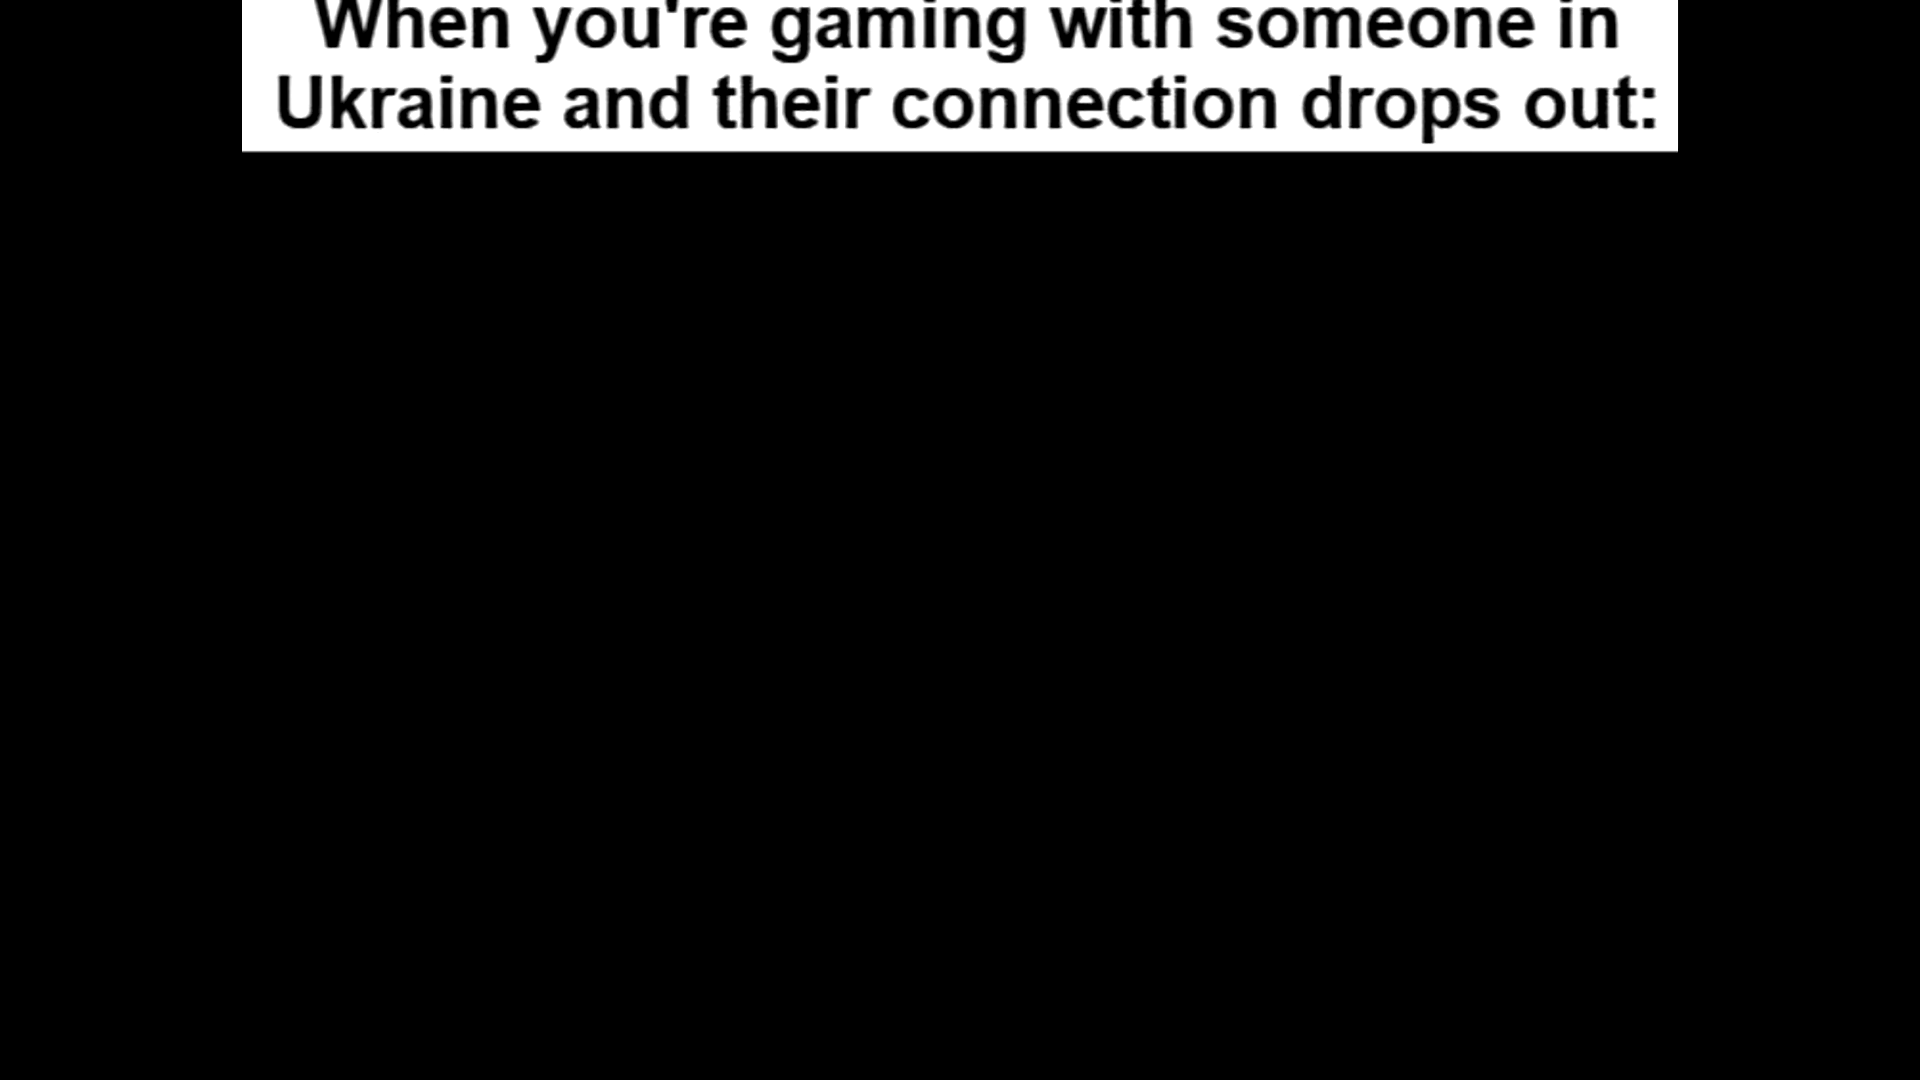 When you're gaming with someone in
Ukraine and their connection drops out: